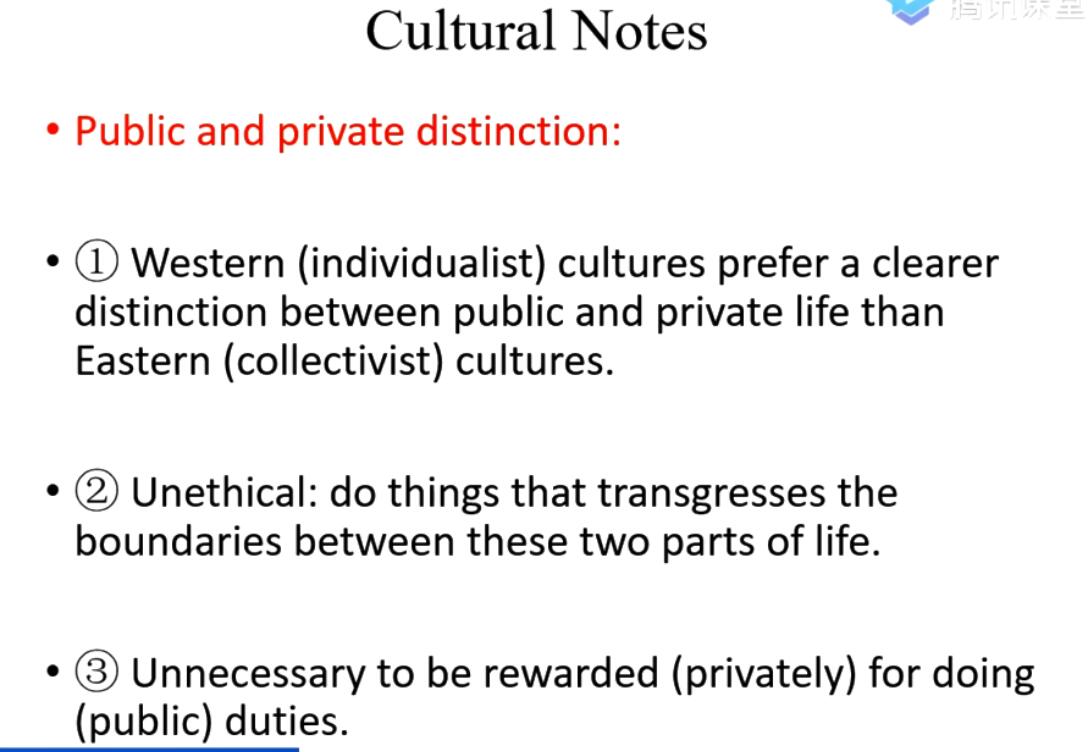 腾讯课堂
Cultural Notes
• Public and private distinction:
• ① Western (individualist) cultures prefer a clearer
distinction between public and private life than
Eastern (collectivist) cultures.
• ② Unethical: do things that transgresses the
boundaries between these two parts of life.
• ③ Unnecessary to be rewarded (privately) for doing
(public) duties.